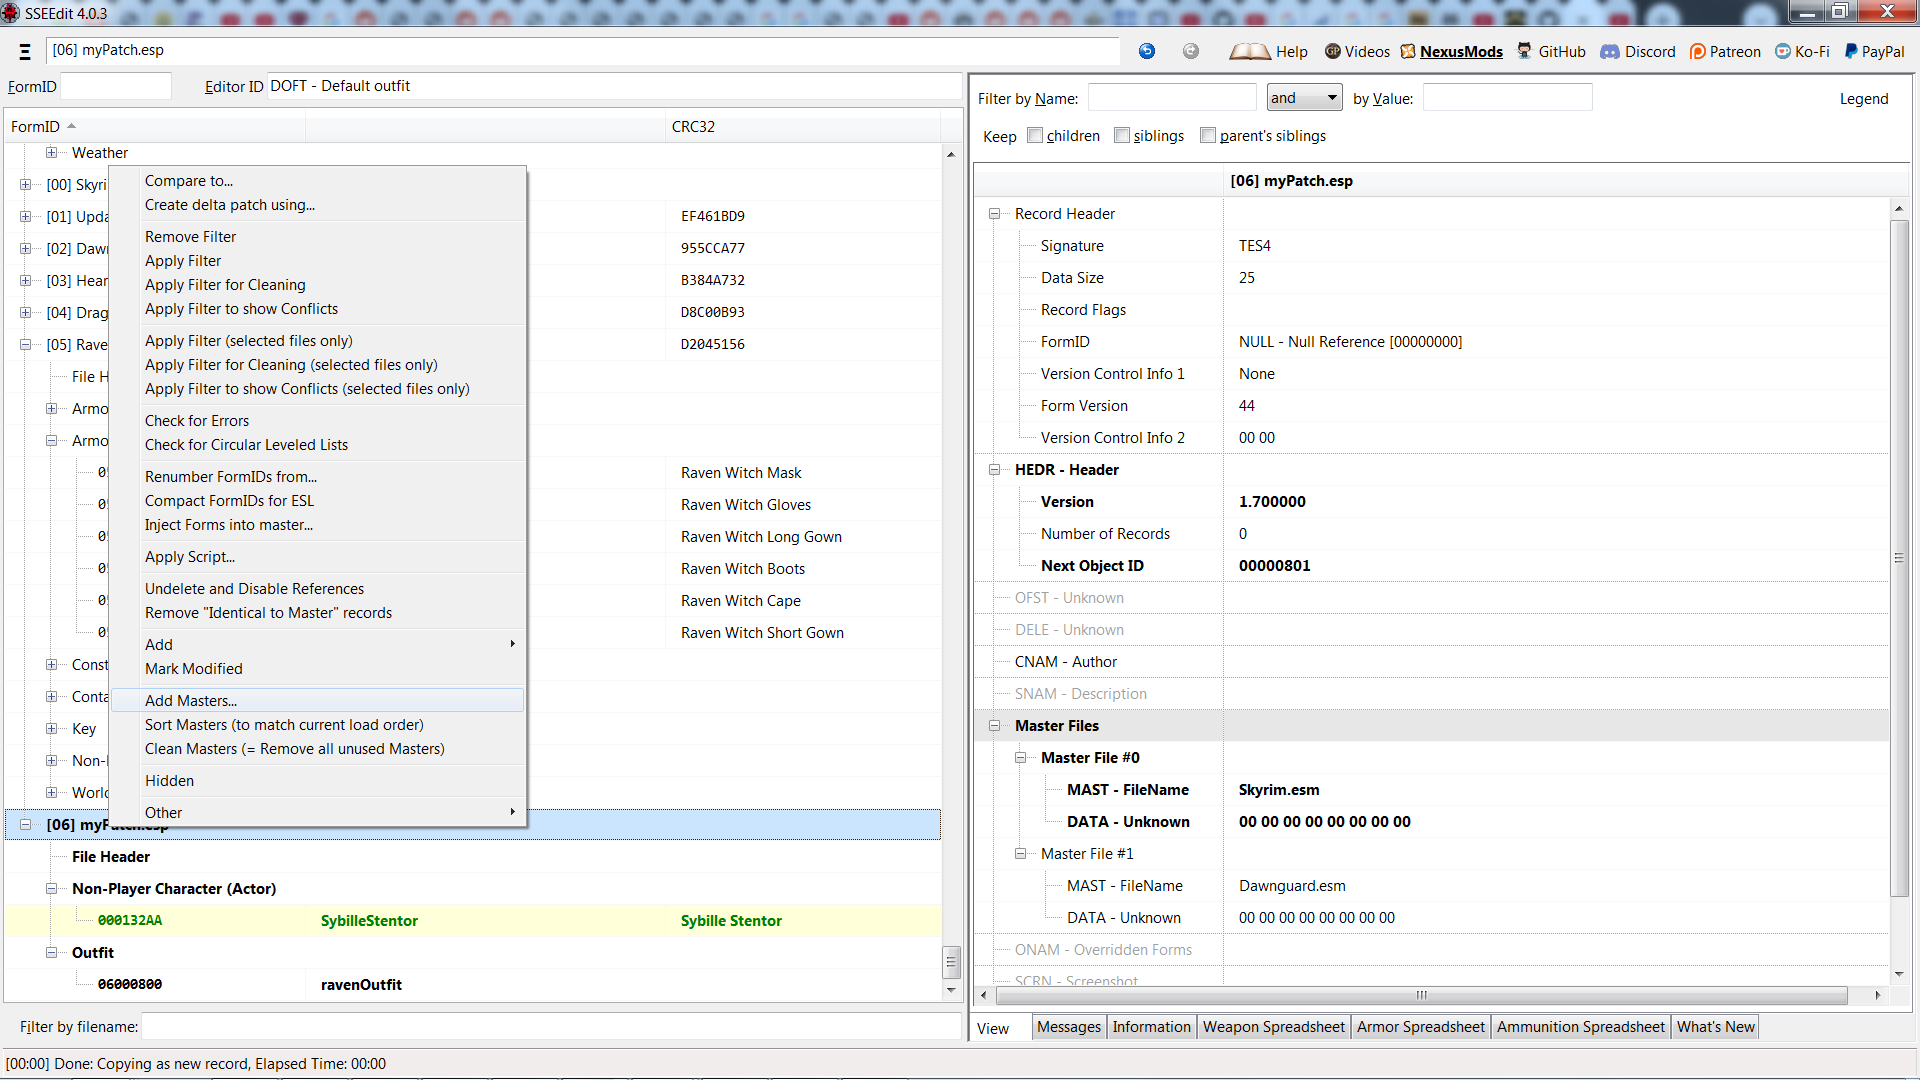 SSEEdit 4.0.3
[06] myPatch.esp
Help
Videos
NexusMods
GitHub
Discord
Patreon
Ko-Fi
PayPal
FormID
Editor ID
DOFT - Default outfit
FormID
CRC32
Weather
[00] Skyri
[01] Upda
EF461BD9
[02] Dawn
955CCA77
[03] Hear
B384A732
[04] Drag
D8C00B93
[05] Rave
D2045156
File H
Armo
Armo
Raven Witch Mask
Raven Witch Gloves
Raven Witch Long Gown
Raven Witch Boots
Raven Witch Cape
Raven Witch Short Gown
Const
Conta
Key
Non-
World
[06] myPatch.esp
File Header
Non-Player Character (Actor)
000132AA
SybilleStentor
Sybille Stentor
Outfit
06000800
ravenOutfit
Filter by filename:
[00:00] Done: Copying as new record, Elapsed Time: 00:00
Compare to...
Create delta patch using...
Remove Filter
Apply Filter
Apply Filter for Cleaning
Apply Filter to show Conflicts
Apply Filter (selected files only)
Apply Filter for Cleaning (selected files only)
Apply Filter to show Conflicts (selected files only)
Check for Errors
Check for Circular Leveled Lists
Renumber FormIDs from...
Compact FormIDs for ESL
Inject Forms into master...
Apply Script...
Undelete and Disable References
Remove "Identical to Master" records
Add
Mark Modified
Add Masters...
Sort Masters (to match current load order)
Clean Masters (= Remove all unused Masters)
Hidden
Other
Filter by Name:
and
by Value:
Legend
Keep
children
siblings
parent's siblings
[06] myPatch.esp
Record Header
Signature
TES4
Data Size
25
Record Flags
FormID
NULL - Null Reference [00000000]
Version Control Info 1
None
Form Version
44
Version Control Info 2
00 00
HEDR - Header
Version
1.700000
Number of Records
0
Next Object ID
00000801
OFST - Unknown
DELE - Unknown
CNAM - Author
SNAM - Description
Master Files
Master File #0
MAST - FileName
Skyrim.esm
DATA - Unknown
00 00 00 00 00 00 00 00
Master File #1
MAST - FileName
Dawnguard.esm
DATA - Unknown
00 00 00 00 00 00 00 00
ONAM - Overridden Forms
SCRN - Screenshot
View
Messages
Information
Weapon Spreadsheet
Armor Spreadsheet
Ammunition Spreadsheet
What's New